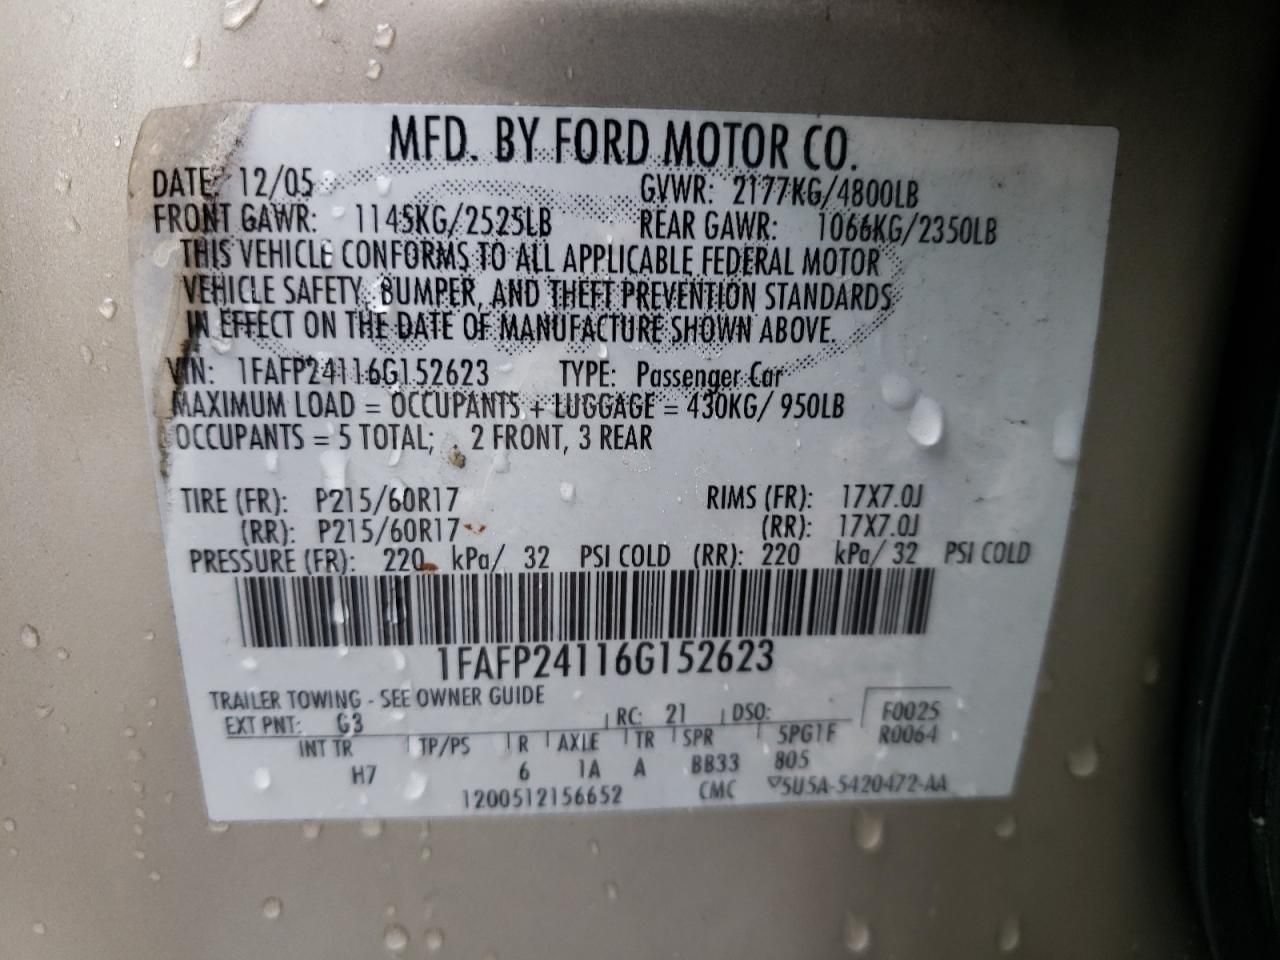 MFD. BY FORD MOTOR CO.
DATE: 12/05 GVWR: 2177KG/4800LB
FRONT GAWR: 1145KG/2525LB REAR GAWR: 1066KG/2350LB
THIS VEHICLE CONFORMS TO ALL APPLICABLE FEDERAL MOTOR
VEHICLE SAFETY, BUMPER, AND THEFT PREVENTION STANDARDS
IN EFFECT ON THE DATE OF MANUFACTURE SHOWN ABOVE.
VIN: 1FAFP24116G152623 TYPE: Passenger Car
MAXIMUM LOAD = OCCUPANTS + LUGGAGE = 430KG/ 950LB
OCCUPANTS = 5 TOTAL; 2 FRONT, 3 REAR
TIRE (FR): P215/60R17 RIMS (FR): 17X7.0J
(RR): P215/60R17 (RR): 17X7.0J
PRESSURE (FR): 220 kPa/ 32 PSI COLD (RR): 220 kPa/ 32 PSI COLD
1FAFP24116G152623
TRAILER TOWING - SEE OWNER GUIDE
EXT PNT: G3 RC: 21 DSO: F0025
INT TR TP/PS R AXLE TR SPR 5PG1F R0064
H7 6 1A A BB33 805
1200512156652 CMC 5U5A-5420472-AA